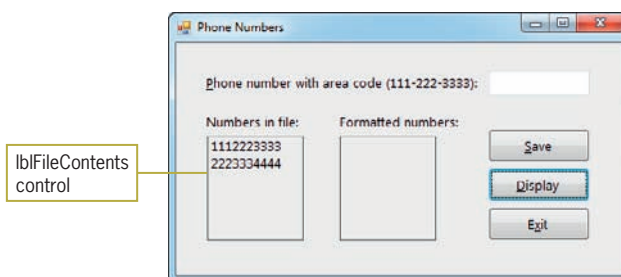 Phone Numbers
Phone number with area code (111-222-3333):
Numbers in file:
Formatted numbers:
1112223333
2223334444
Save
Display
Exit
lblFileContents
control